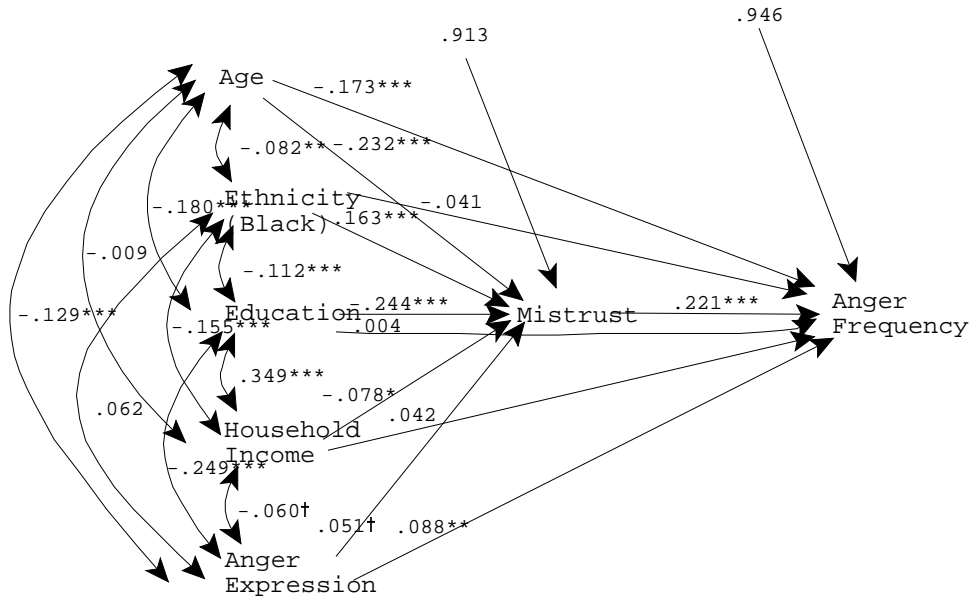 .946
.913
Age
-.173***
-.082**
-.232***
Ethnicity
(Black)
-.180***
.163***
-.041
-.009
-.112***
Education
-.244***
Mistrust
.221***
Anger
Frequency
-.129***
-.155***
.004
.349***
-.078*
.062
.042
Household
Income
-.249***
-.060†
.051†
.088**
Anger
Expression